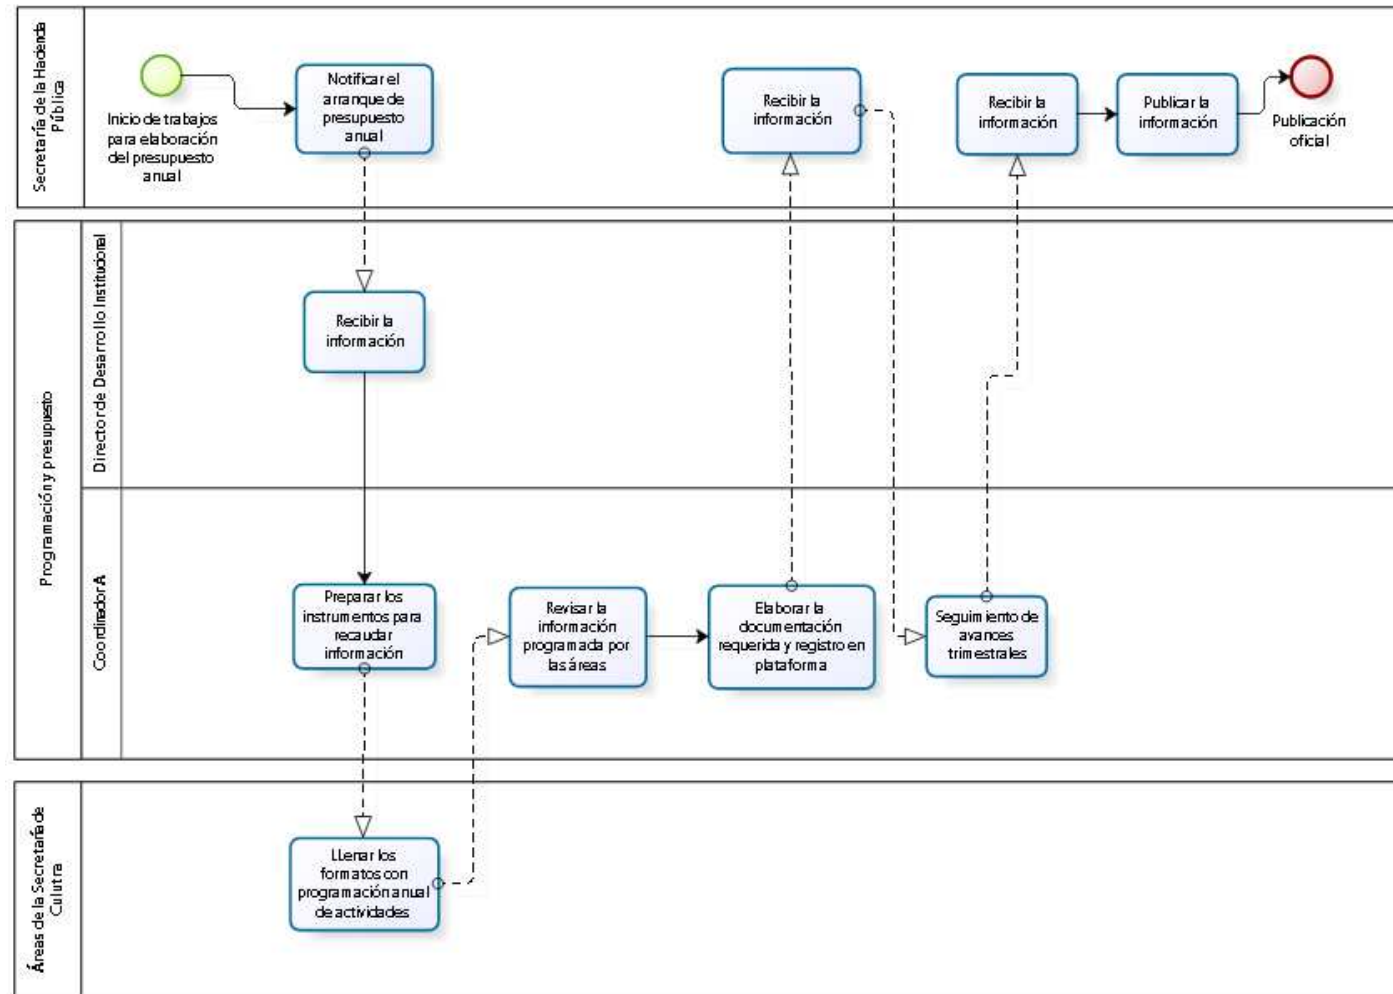 Secretaría de la Hacienda
Pública
Inicio de trabajos
para elaboración
del presupuesto
anual
Notificar el
arranque de
presupuesto
anual
Recibir la
información
Recibir la
información
Publicar la
información
Publicación
oficial
Programación y presupuesto
Director de Desarrollo Institucional
Recibir la
información
Coordinador A
Preparar los
instrumentos para
recaudar
información
Revisar la
información
programada por
las áreas
Elaborar la
documentación
requerida y registro en
plataforma
Seguimiento de
avances
trimestrales
Áreas de la Secretaría de
Culutra
LLenar los
formatos con
programación anual
de actividades